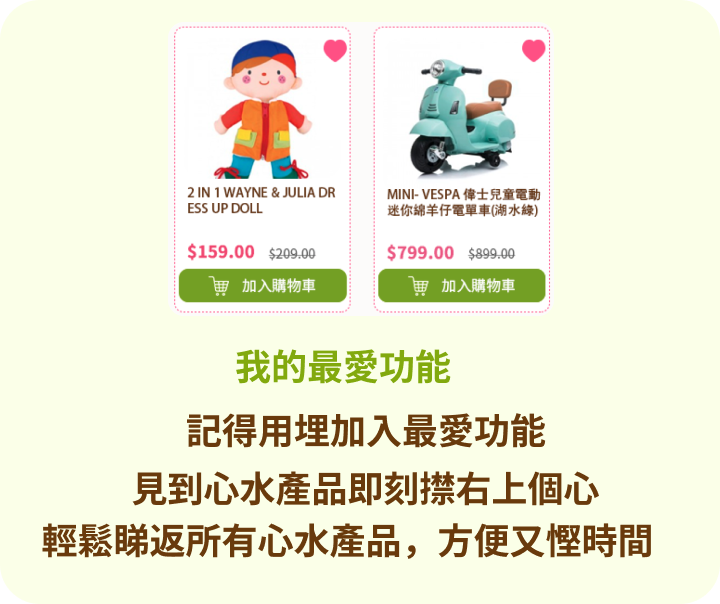 2 IN 1 WAYNE & JULIA DR
ESS UP DOLL
$159.00 $209.00
加入購物車
MINI- VESPA 偉士兒童電動
迷你綿羊仔電單車(湖水綠)
$799.00 $899.00
加入購物車
我的最愛功能
記得用埋加入最愛功能
見到心水產品即刻㩒右上個心
輕鬆睇返所有心水產品，方便又慳時間